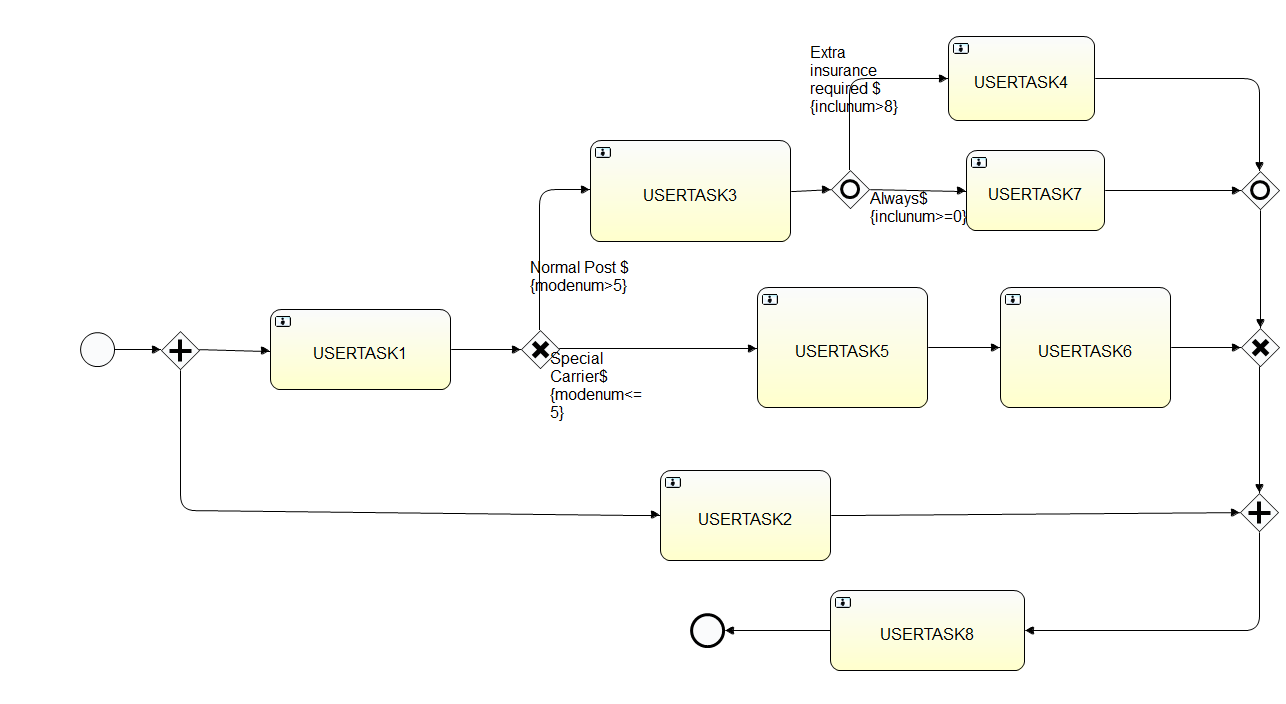 Extra
insurance
required $
{inclunum>8}
USERTASK4
USERTASK3
USERTASK7
Always$
{inclunum>=0}
Normal Post $
{modenum>5}
USERTASK1
Special
Carrier$
{modenum<=
5}
USERTASK5
USERTASK6
USERTASK2
USERTASK8